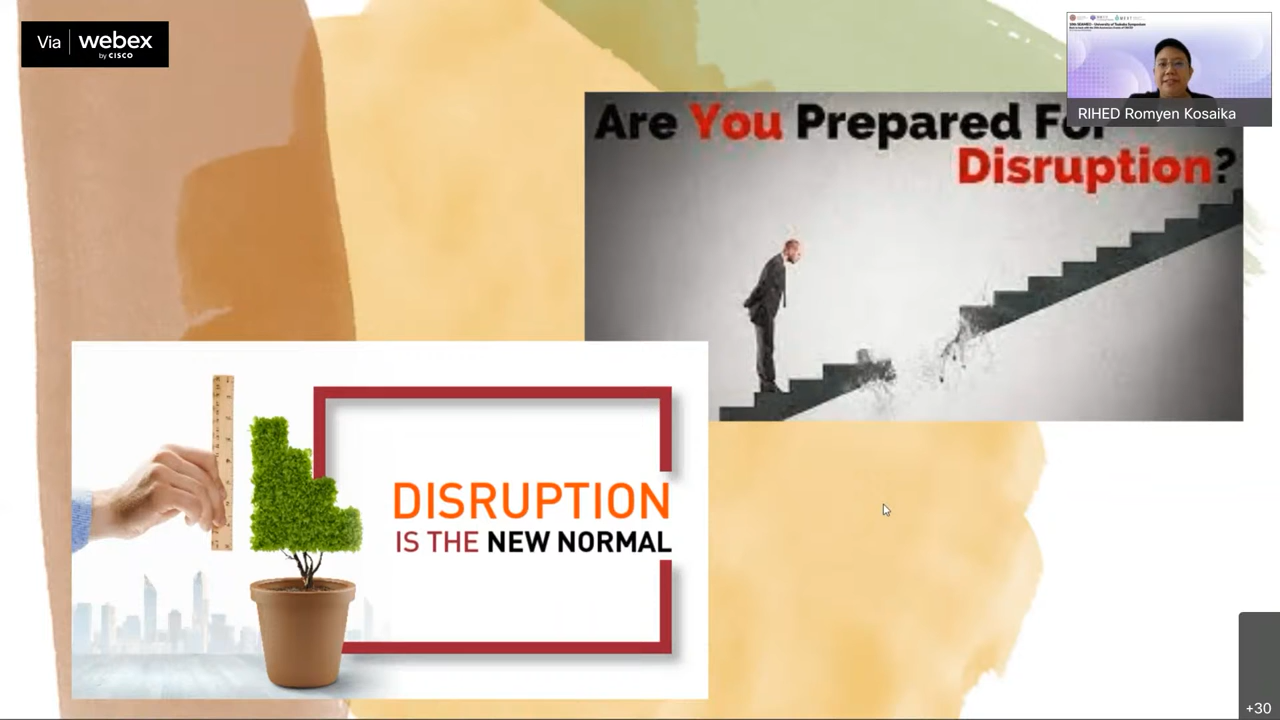 Via webex
by CISCO
RIHED Romyen Kosaika
Are You Prepared For
Disruption?
DISRUPTION
IS THE NEW NORMAL
+30